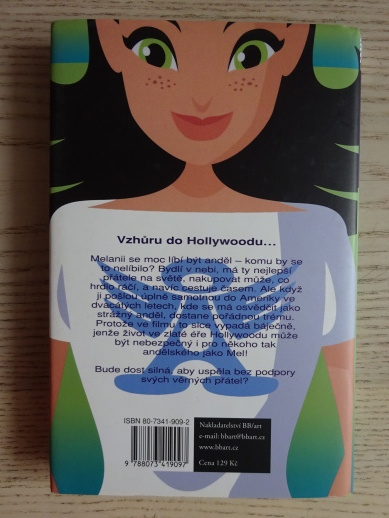 Vzhůru do Hollywoodu...
Melanii se moc líbí být anděl – komu by se
to nelíbilo? Bydlí v nebi, má ty nejlepší
přátele na světě, nakupovat může, co
hrdlo ráčí, a navíc cestuje časem. Ale když
ji pošlou úplně samotnou do Ameriky ve
dvacátých letech, kde se má osvědčit jako
strážný anděl, dostane pořádnou trému.
Protože ve filmu to sice vypadá báječně,
jenže život ve zlaté éře Hollywoodu může
být nebezpečný i pro někoho tak
andělského jako Mel!
Bude dost silná, aby uspěla bez podpory
svých věrných přátel?
ISBN 80-7341-909-2
9 788073 419097
Nakladatelství BB/art
e-mail: bbart@bbart.cz
www.bbart.cz
Cena 129 Kč